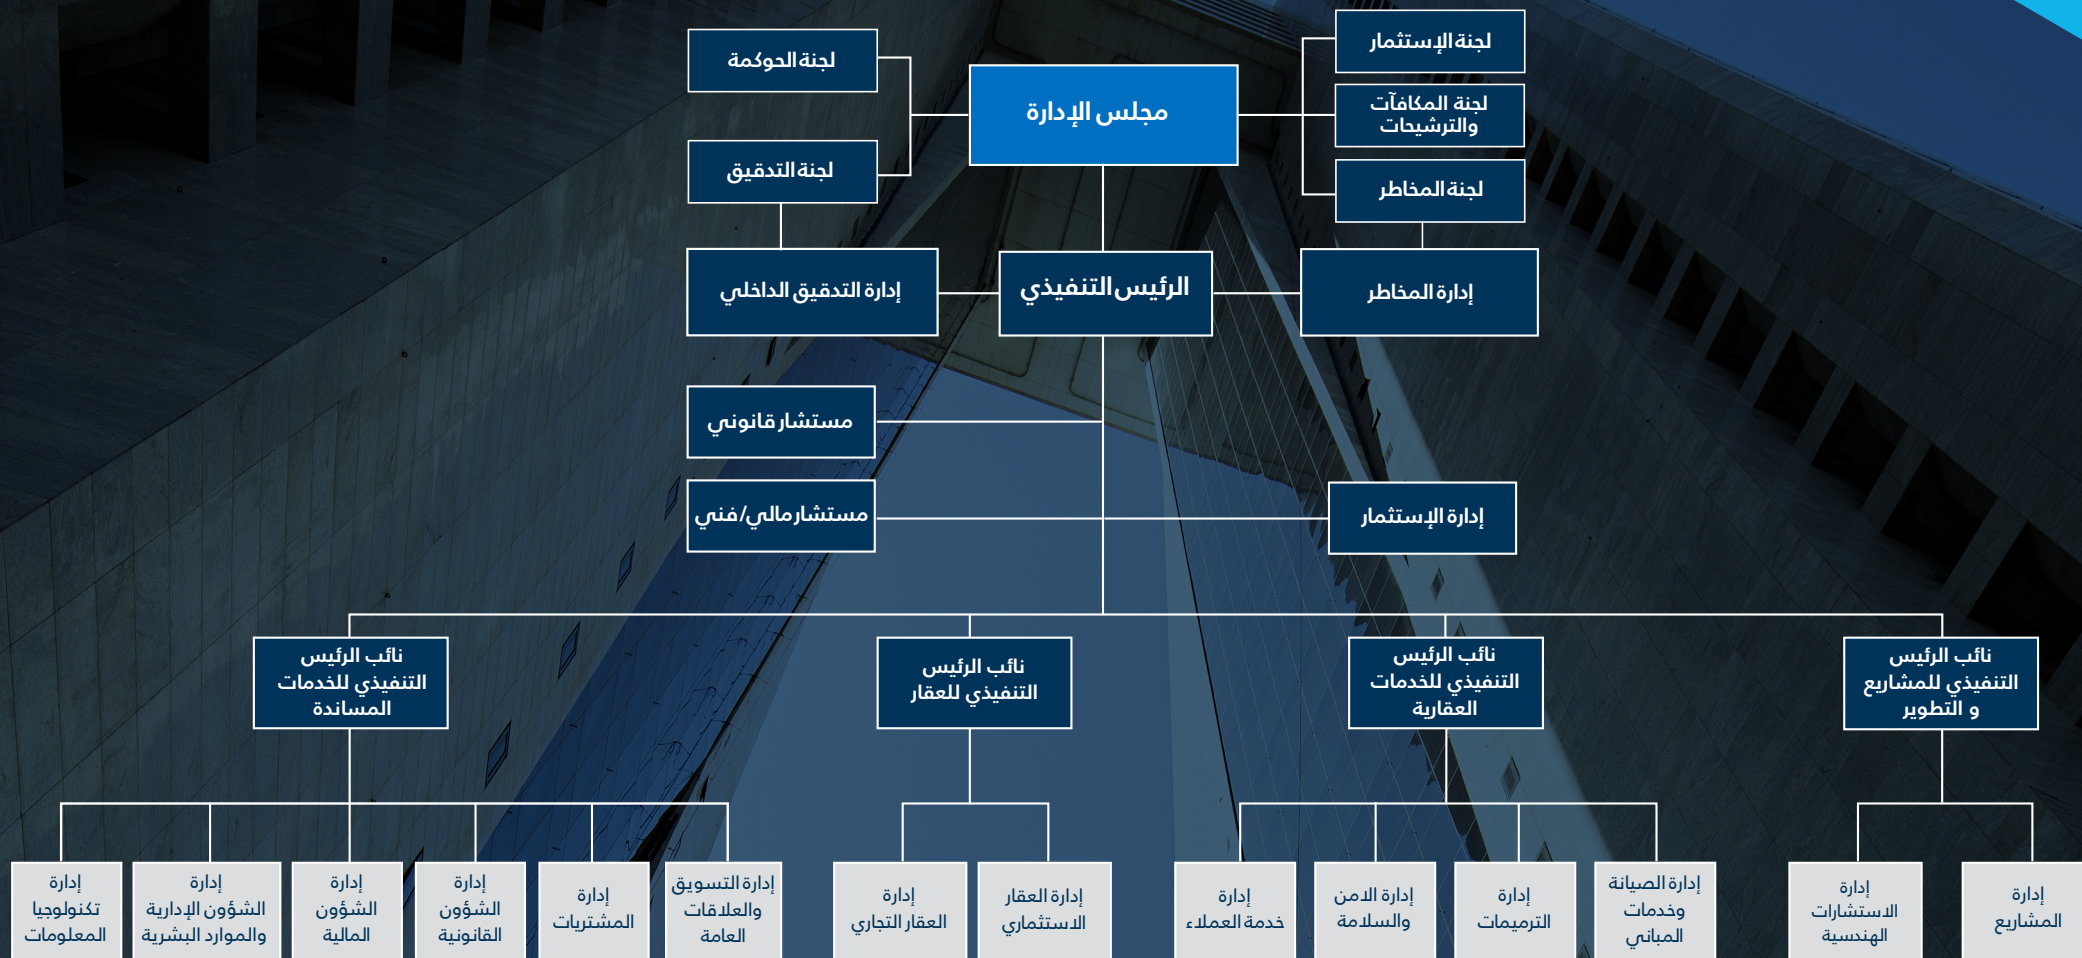 لجنة الإستثمار
لجنة الحوكمة
مجلس الإدارة
لجنة المكافآت
والترشيحات
لجنة التدقيق
لجنة المخاطر
إدارة المخاطر
الرئيس التنفيذي
إدارة التدقيق الداخلي
مستشار قانوني
إدارة الإستثمار
مستشار مالي/فني
نائب الرئيس
التنفيذي للمشاريع
و التطوير
نائب الرئيس
التنفيذي للخدمات
العقارية
نائب الرئيس
التنفيذي للعقار
نائب الرئيس
التنفيذي للخدمات
المساندة
إدارة
المشاريع
إدارة
الاستشارات
الهندسية
إدارة الصيانة
وخدمات
المباني
إدارة
الترميمات
إدارة الامن
والسلامة
إدارة
خدمة العملاء
إدارة العقار
الاستثماري
إدارة
العقار التجاري
إدارة التسويق
والعلاقات
العامة
إدارة
المشتريات
إدارة
الشؤون
القانونية
إدارة
الشؤون
المالية
إدارة
الشؤون الإدارية
والموارد البشرية
إدارة
تكنولوجيا
المعلومات